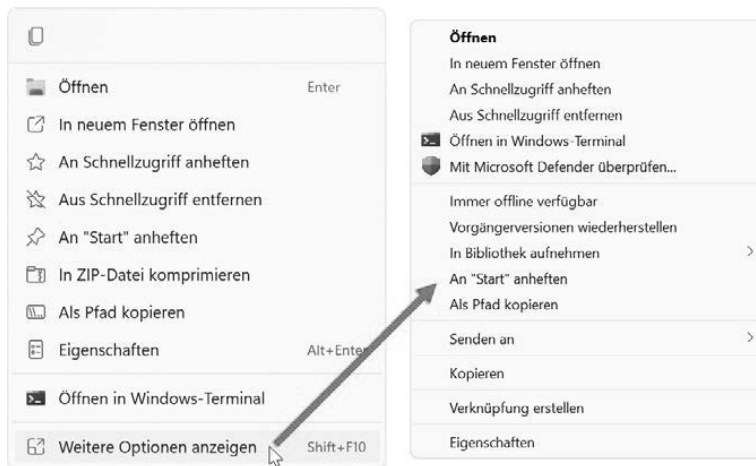 Öffnen Enter
In neuem Fenster öffnen
An Schnellzugriff anheften
Aus Schnellzugriff entfernen
An "Start" anheften
In ZIP-Datei komprimieren
Als Pfad kopieren
Eigenschaften Alt+Enter
Öffnen in Windows-Terminal
Weitere Optionen anzeigen Shift+F10
Öffnen
In neuem Fenster öffnen
An Schnellzugriff anheften
Aus Schnellzugriff entfernen
Öffnen in Windows-Terminal
Mit Microsoft Defender überprüfen...
Immer offline verfügbar
Vorgängerversionen wiederherstellen
In Bibliothek aufnehmen
An "Start" anheften
Als Pfad kopieren
Senden an
Kopieren
Verknüpfung erstellen
Eigenschaften